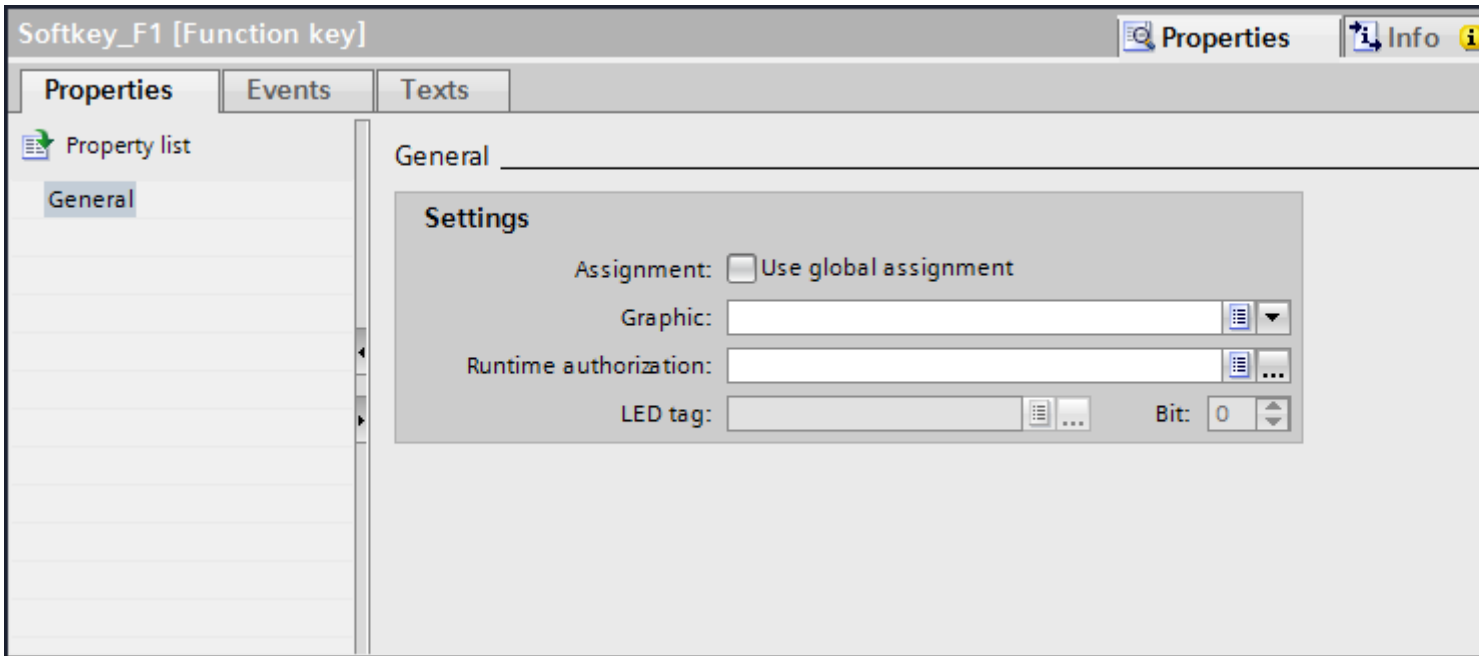 Softkey_F1 [Function key] Properties Info
Properties Events Texts
Property list
General
General
Settings
Assignment: Use global assignment
Graphic:
Runtime authorization: ...
LED tag: ... Bit: 0